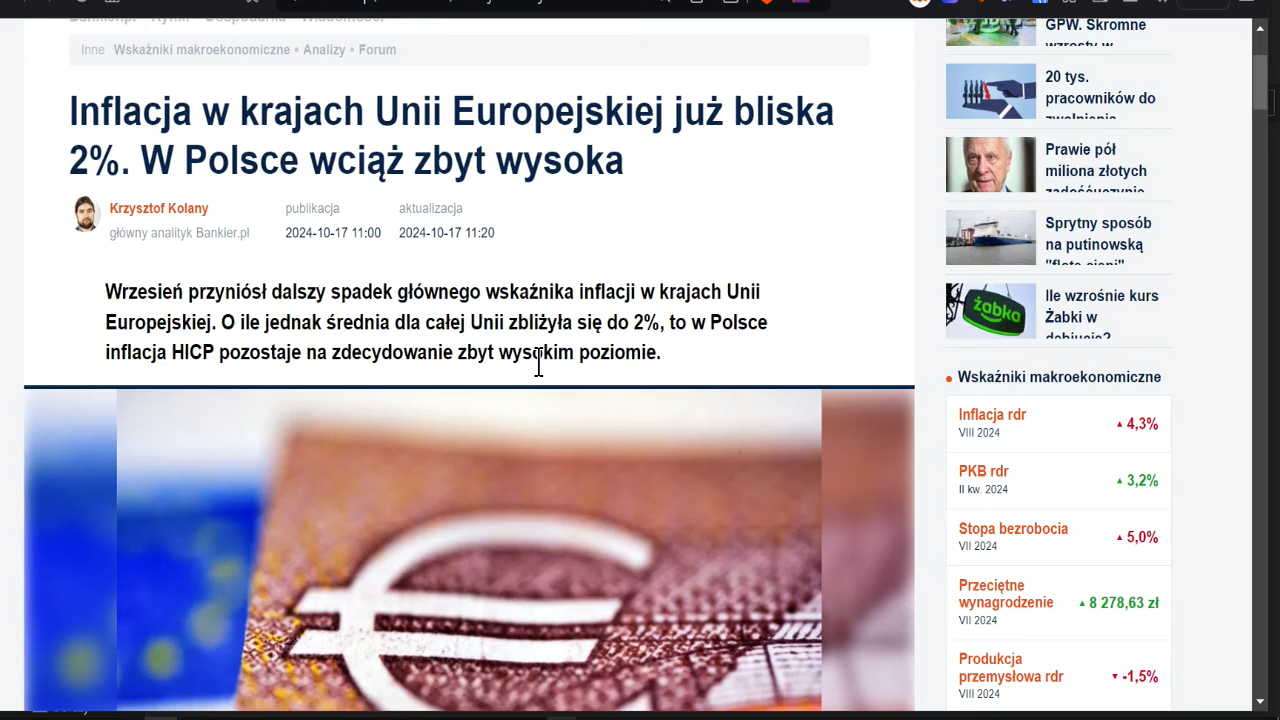 Inne Wskaźniki makroekonomiczne • Analizy • Forum
Inflacja w krajach Unii Europejskiej już bliska
2%. W Polsce wciąż zbyt wysoka
Krzysztof Kolany
główny analityk Bankier.pl
publikacja
2024-10-17 11:00
aktualizacja
2024-10-17 11:20
Wrzesień przyniósł dalszy spadek głównego wskaźnika inflacji w krajach Unii
Europejskiej. O ile jednak średnia dla całej Unii zbliżyła się do 2%, to w Polsce
inflacja HICP pozostaje na zdecydowanie zbyt wysokim poziomie.
GPW. Skromne
wzrosty w
20 tys.
pracowników do
zwolnienia
Prawie pół
miliona złotych
Sprytny sposób
na putinowską
"flotę cieni"
Ile wzrośnie kurs
Żabki w
debiucie?
żabka
Wskaźniki makroekonomiczne
Inflacja rdr
VIII 2024
4,3%
PKB rdr
II kw. 2024
3,2%
Stopa bezrobocia
VII 2024
5,0%
Przeciętne
wynagrodzenie
VII 2024
8 278,63 zł
Produkcja
przemysłowa rdr
VIII 2024
-1,5%